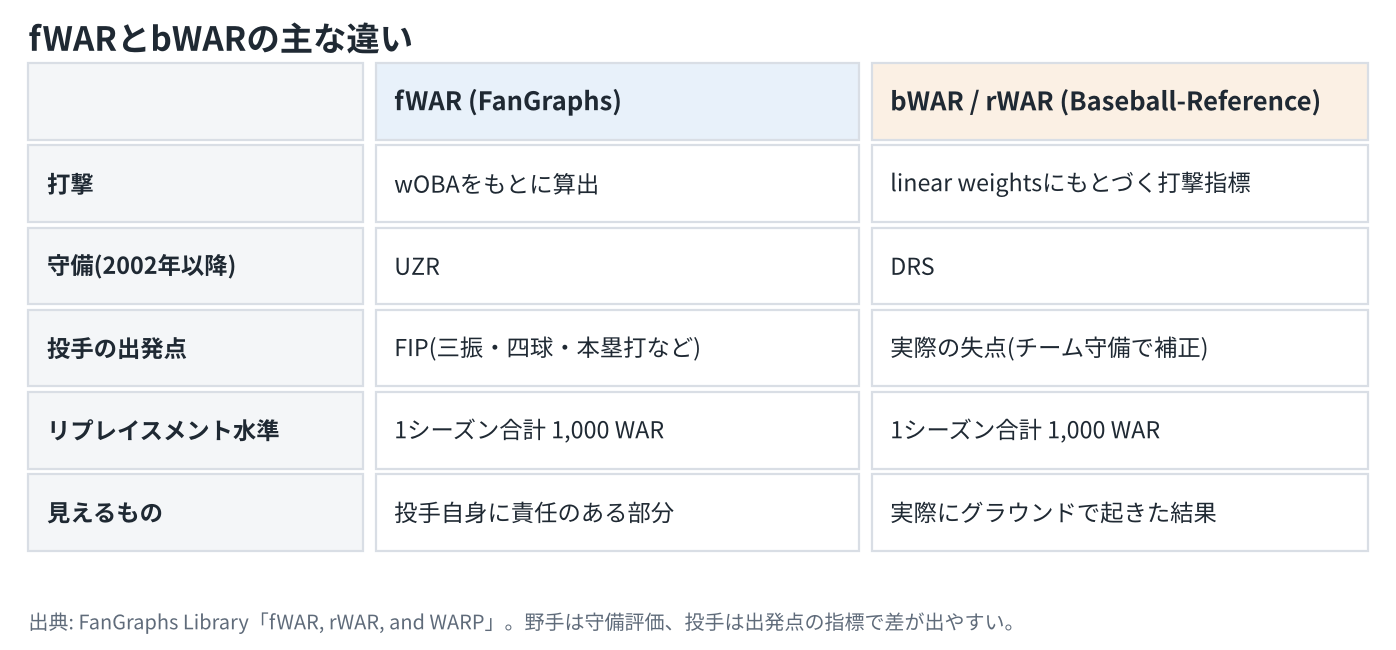 fWARとbWARの主な違い
fWAR (FanGraphs)
bWAR / rWAR (Baseball-Reference)
打撃
wOBAをもとに算出
linear weightsにもとづく打撃指標
守備(2002年以降)
UZR
DRS
投手の出発点
FIP(三振・四球・本塁打など)
実際の失点(チーム守備で補正)
リプレイスメント水準
1シーズン合計 1,000 WAR
1シーズン合計 1,000 WAR
見えるもの
投手自身に責任のある部分
実際にグラウンドで起きた結果
出典: FanGraphs Library「fWAR, rWAR, and WARP」。野手は守備評価、投手は出発点の指標で差が出やすい。